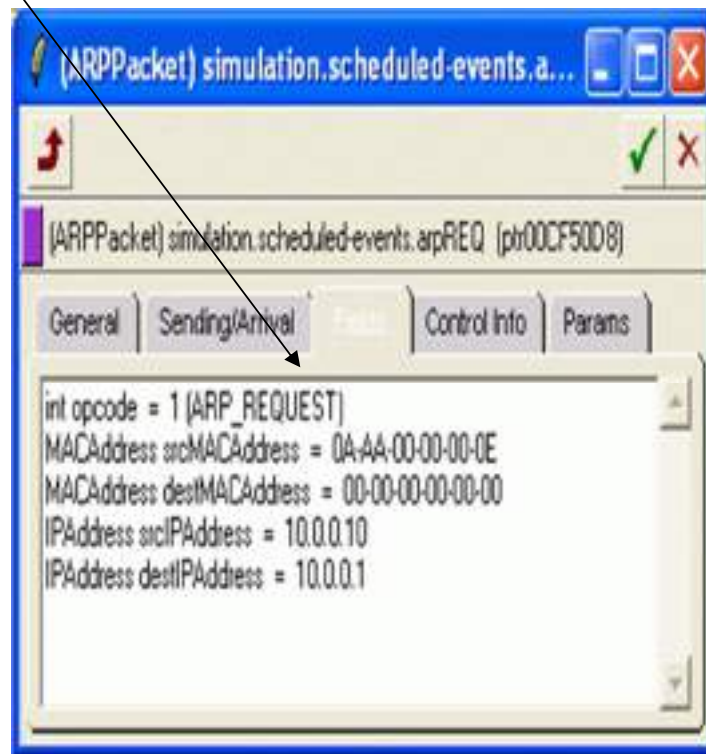 (ARPPacket) simulation.scheduled-events.a...
(ARPPacket) simulation.scheduled-events.arpREQ (ptr00CF50D8)
General Sending/Arrival Fields Control Info Params
int opcode = 1 (ARP_REQUEST)
MACAddress srcMACAddress = 0A-AA-00-00-00-0E
MACAddress destMACAddress = 00-00-00-00-00-00
IPAddress srcIPAddress = 10.0.0.10
IPAddress destIPAddress = 10.0.0.1